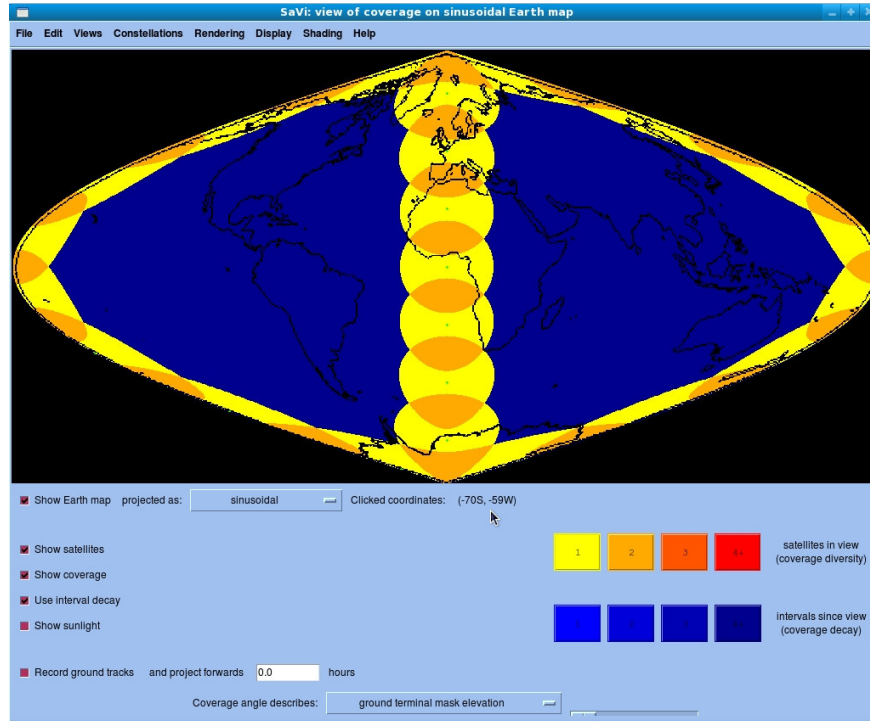 SaVi: view of coverage on sinusoidal Earth map
File Edit Views Constellations Rendering Display Shading Help
Show Earth map projected as: sinusoidal Clicked coordinates: (-70S, -59W)
Show satellites
1 2 3 4+ satellites in view
(coverage diversity)
Show coverage
Use interval decay
intervals since view
(coverage decay)
Show sunlight
Record ground tracks and project forwards 0.0 hours
Coverage angle describes: ground terminal mask elevation